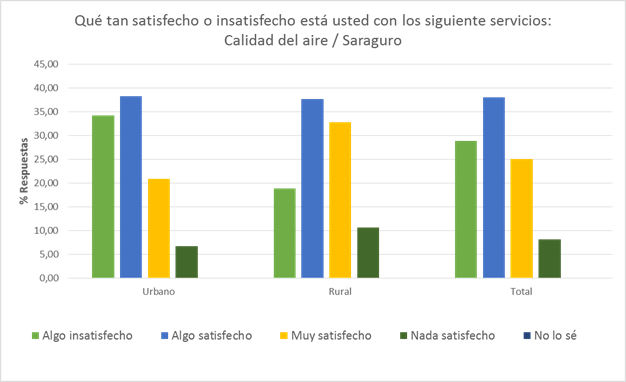 Qué tan satisfecho o insatisfecho está usted con los siguiente servicios:
Calidad del aire / Saraguro
% Respuestas
45,00
40,00
35,00
30,00
25,00
20,00
15,00
10,00
5,00
0,00
Urbano Rural Total
Algo insatisfecho Algo satisfecho Muy satisfecho Nada satisfecho No lo sé